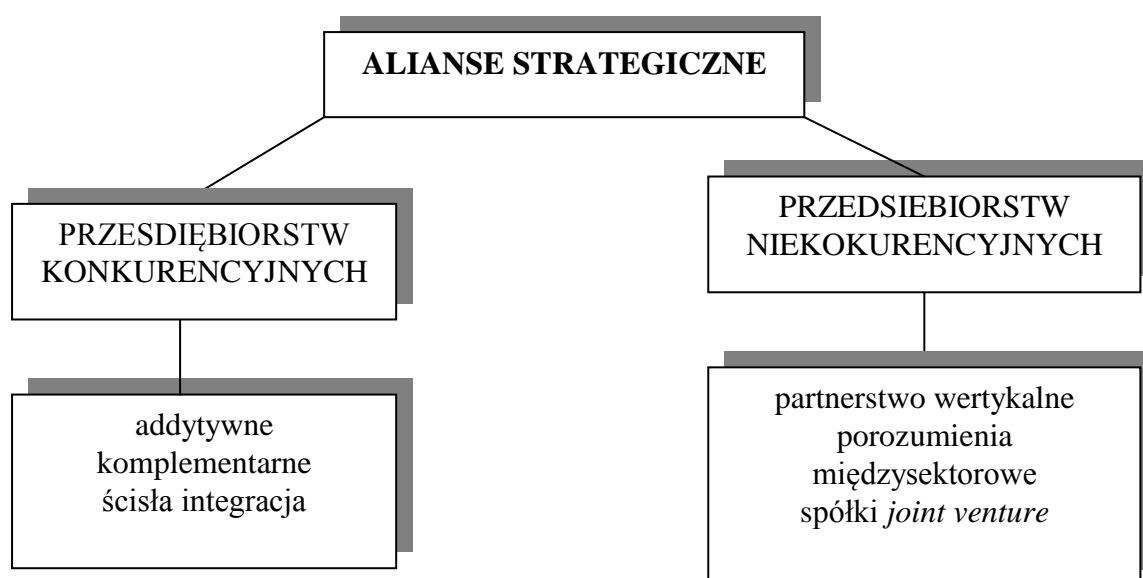 ALIANSE STRATEGICZNE
PRZESDIĘBIORSTW
KONKURENCYJNYCH
PRZEDSIEBIORSTW
NIEKOKURENCYJNYCH
addytywne
komplementarne
ścisła integracja
partnerstwo wertykalne
porozumienia
międzysektorowe
spółki joint venture